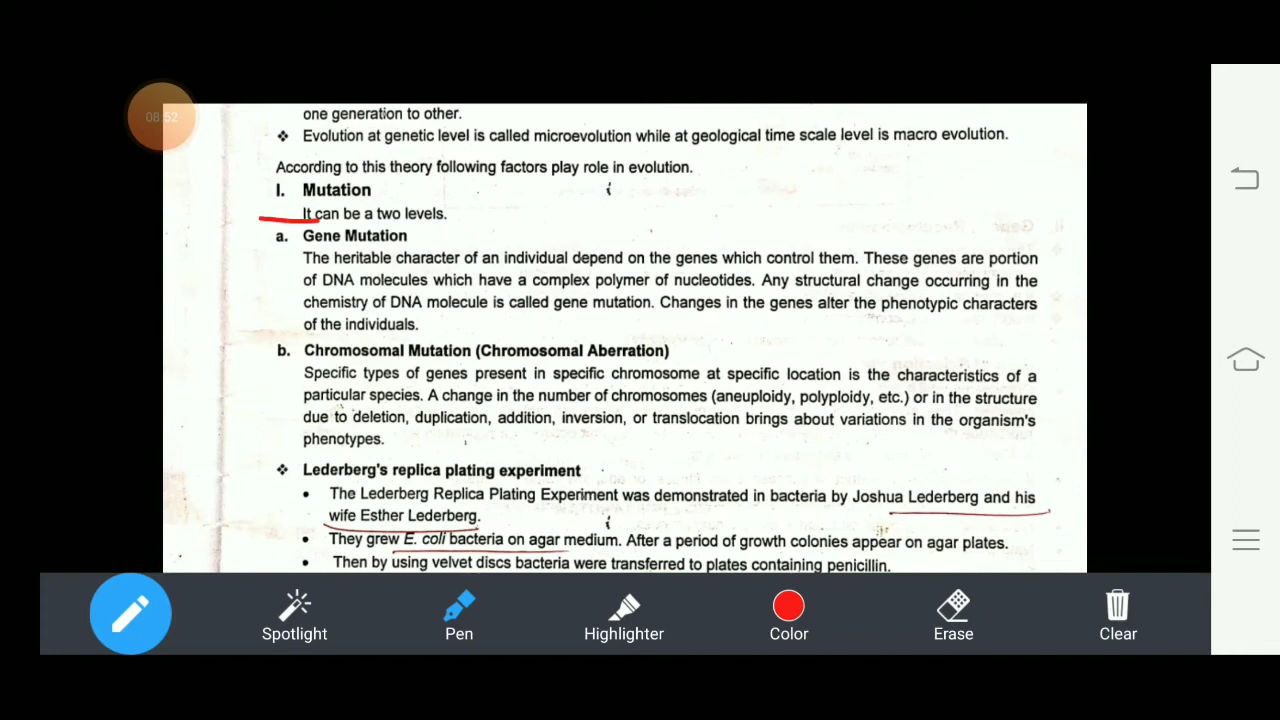 08:52
one generation to other.
❖ Evolution at genetic level is called microevolution while at geological time scale level is macro evolution.
According to this theory following factors play role in evolution.
I. Mutation
It can be a two levels.
a. Gene Mutation
The heritable character of an individual depend on the genes which control them. These genes are portion
of DNA molecules which have a complex polymer of nucleotides. Any structural change occurring in the
chemistry of DNA molecule is called gene mutation. Changes in the genes alter the phenotypic characters
of the individuals.
b. Chromosomal Mutation (Chromosomal Aberration)
Specific types of genes present in specific chromosome at specific location is the characteristics of a
particular species. A change in the number of chromosomes (aneuploidy, polyploidy, etc.) or in the structure
due to deletion, duplication, addition, inversion, or translocation brings about variations in the organism's
phenotypes.
❖ Lederberg's replica plating experiment
• The Lederberg Replica Plating Experiment was demonstrated in bacteria by Joshua Lederberg and his
wife Esther Lederberg.
• They grew E. coli bacteria on agar medium. After a period of growth colonies appear on agar plates.
• Then by using velvet discs bacteria were transferred to plates containing penicillin.
Spotlight Pen Highlighter Color Erase Clear